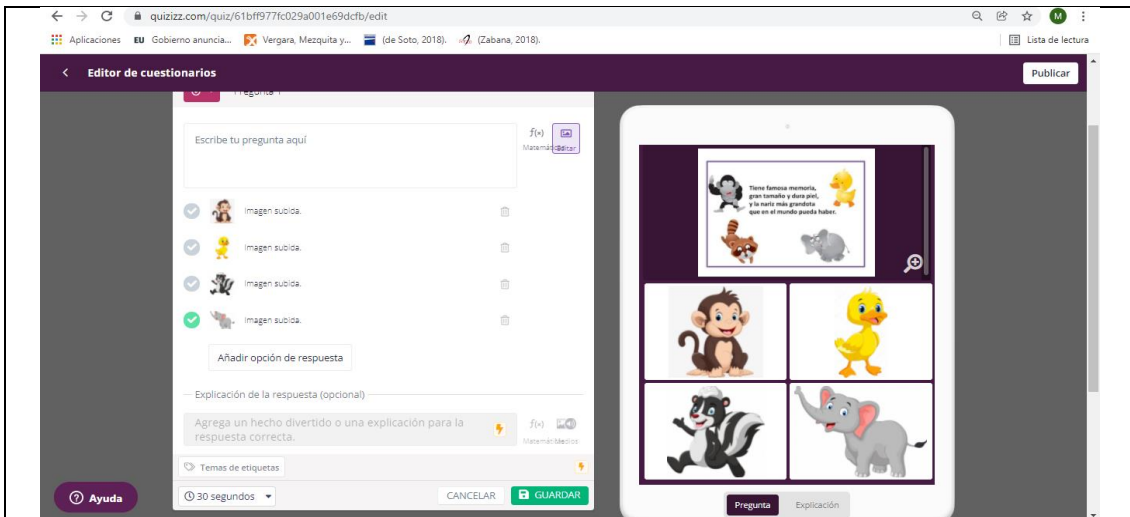 quizizz.com/quiz/61bff977fc029a001e69dcfb/edit
M
Aplicaciones EU Gobierno anuncia... Vergara, Mezquita y... (de Soto, 2018). (Zabana, 2018). Lista de lectura
Editor de cuestionarios Publicar
Pregunta 1
Escribe tu pregunta aquí
f(x)
Editar
Imagen subida.
Imagen subida.
Imagen subida.
Imagen subida.
Añadir opción de respuesta
Explicación de la respuesta (opcional)
Agrega un hecho divertido o una explicación para la
respuesta correcta.
f(x)
Temas de etiquetas
Ayuda
30 segundos CANCELAR GUARDAR
Tiene famosa memoria,
gran tamaño y dura piel,
y la nariz más grandota
que en el mundo pueda haber.
Pregunta Explicación